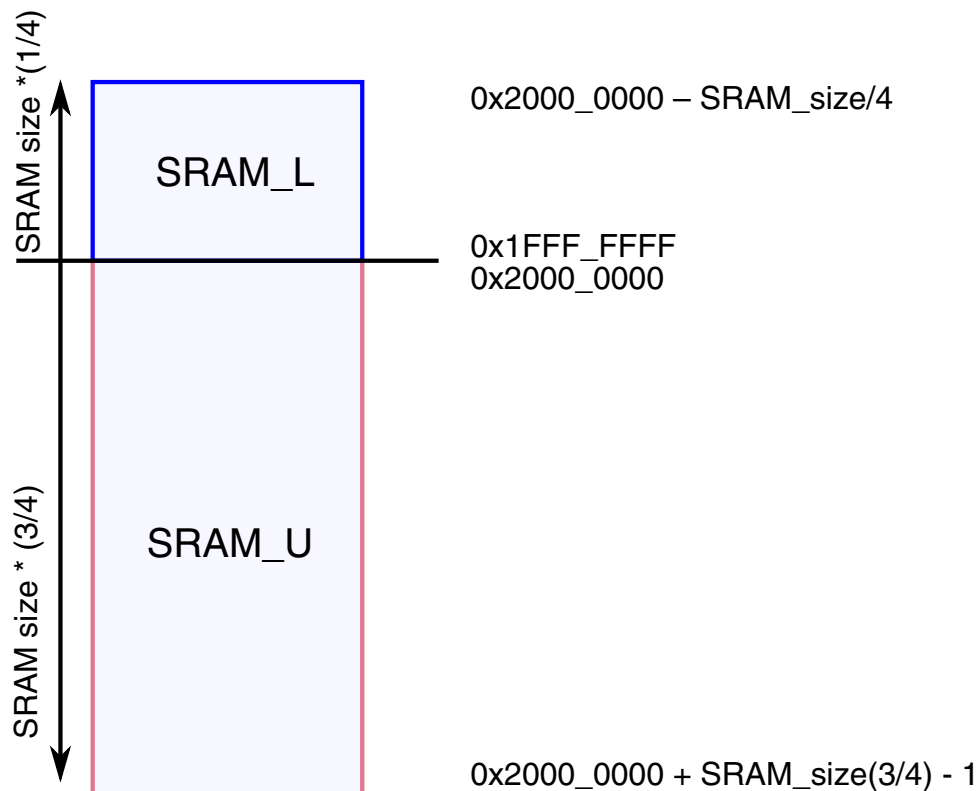 SRAM size *(1/4)
SRAM_L
0x2000_0000 – SRAM_size/4
0x1FFF_FFFF
0x2000_0000
SRAM size * (3/4)
SRAM_U
0x2000_0000 + SRAM_size(3/4) - 1